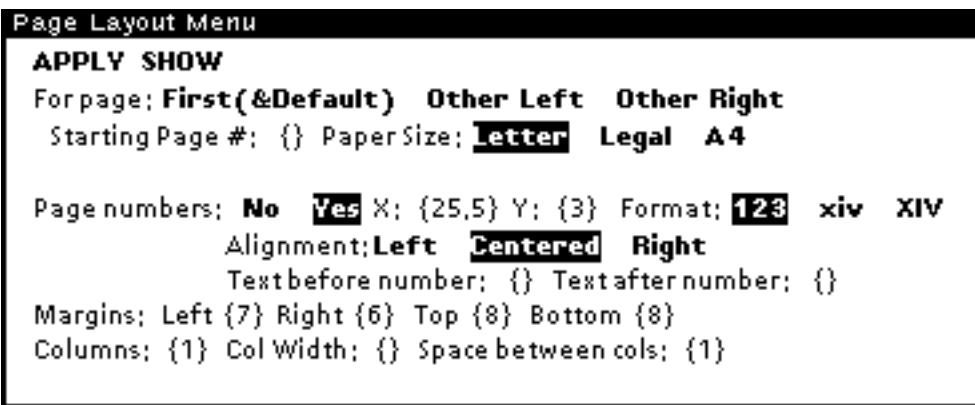 Page Layout Menu
APPLY SHOW
For page: First(&Default) Other Left Other Right
Starting Page #: {} Paper Size: Letter Legal A4
Page numbers: No Yes X: {25.5} Y: {3} Format: 123 xiv XIV
Alignment: Left Centered Right
Text before number: {} Text after number: {}
Margins: Left {7} Right {6} Top {8} Bottom {8}
Columns: {1} Col Width: {} Space between cols: {1}